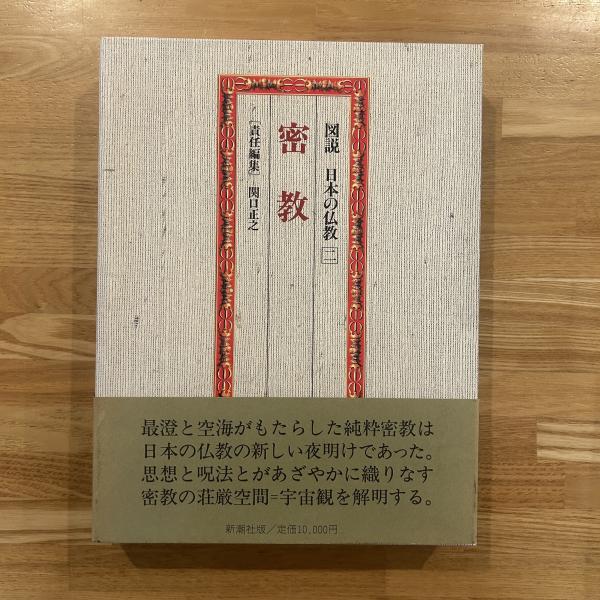 図説 日本の仏教 二
密教
［責任編集］ 関口正之
最澄と空海がもたらした純粋密教は
日本の仏教の新しい夜明けであった。
思想と呪法とがあざやかに織りなす
密教の荘厳空間=宇宙観を解明する。
新潮社版／定価10,000円